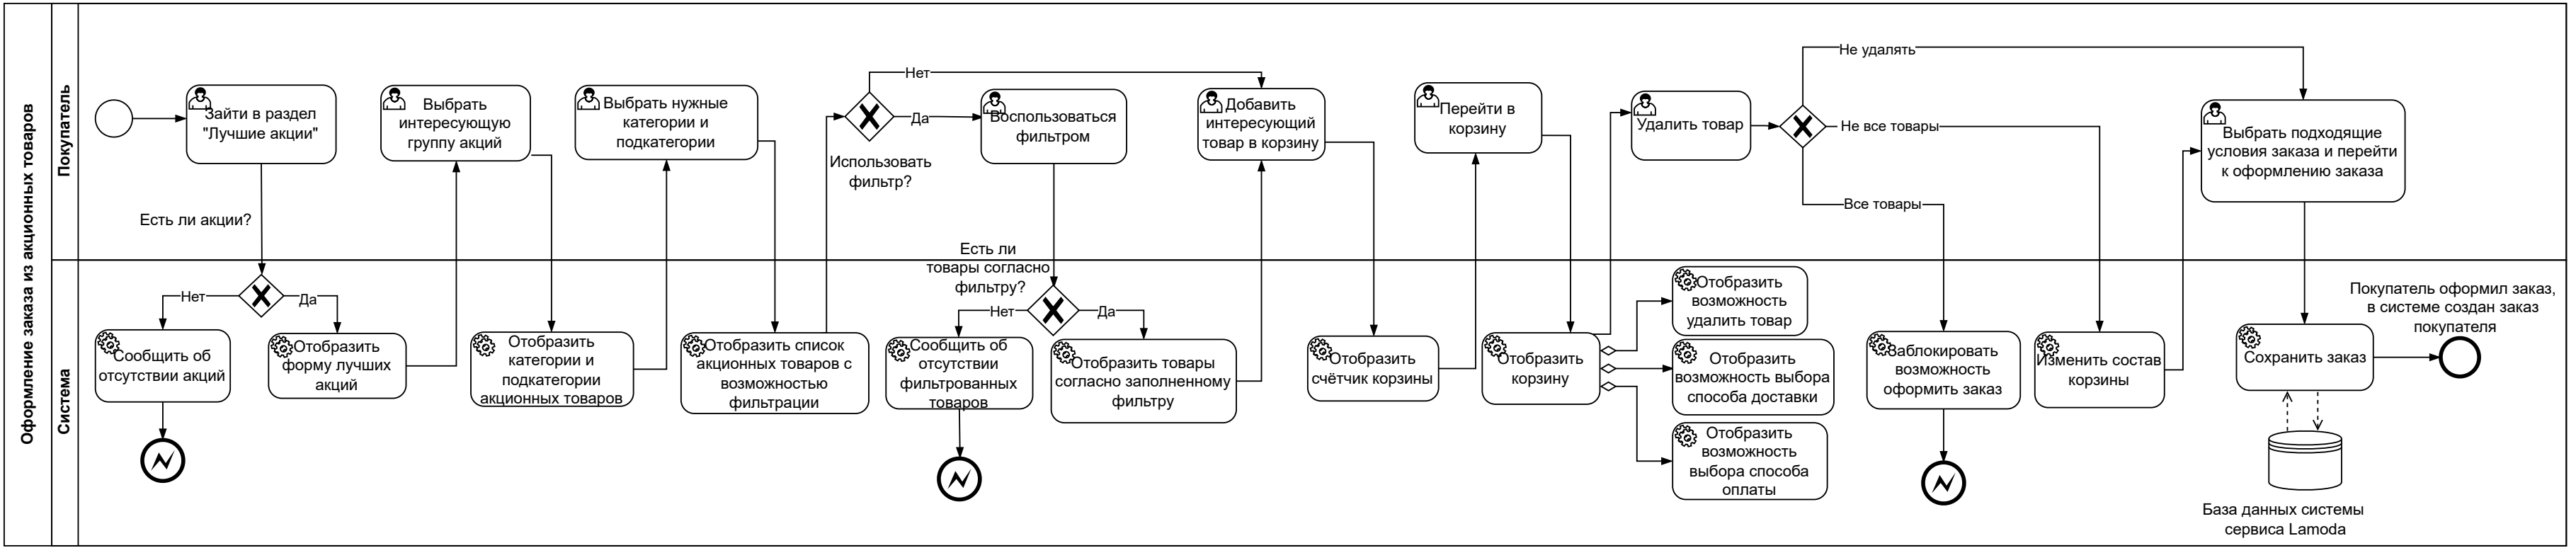 Оформление заказа из акционных товаров
Покупатель
Зайти в раздел
"Лучшие акции"
Есть ли акции?
Выбрать
интересующую
группу акций
Выбрать нужные
категории и
подкатегории
Использовать
фильтр?
Нет
Да
Воспользоваться
фильтром
Добавить
интересующий
товар в корзину
Перейти в
корзину
Удалить товар
Не удалять
Не все товары
Все товары
Выбрать подходящие
условия заказа и перейти
к оформлению заказа
Система
Нет
Да
Сообщить об
отсутствии акций
Отобразить
форму лучших
акций
Отобразить
категории и
подкатегории
акционных товаров
Отобразить список
акционных товаров с
возможностью
фильтрации
Есть ли
товары согласно
фильтру?
Нет
Да
Сообщить об
отсутствии
фильтрованных
товаров
Отобразить товары
согласно заполненному
фильтру
Отобразить
счётчик корзины
Отобразить
корзину
Отобразить
возможность
удалить товар
Отобразить
возможность выбора
способа доставки
Отобразить
возможность
выбора способа
оплаты
Заблокировать
возможность
оформить заказ
Изменить состав
корзины
Сохранить заказ
Покупатель оформил заказ,
в системе создан заказ
покупателя
База данных системы
сервиса Lamoda